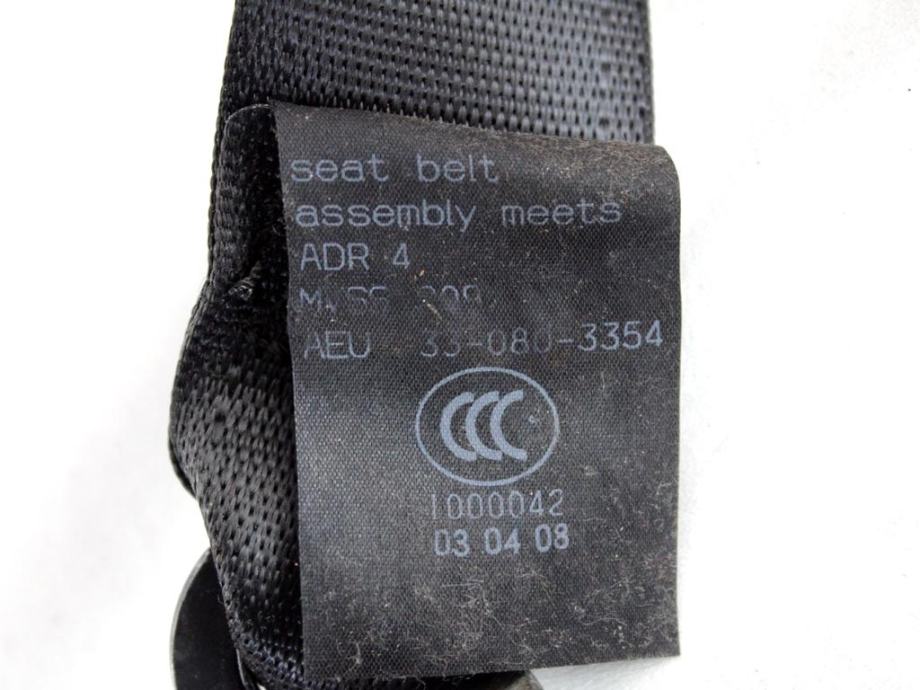 seat belt
assembly meets
ADR 4
AEU 33-080-3354
CCC
1000042
03 04 08